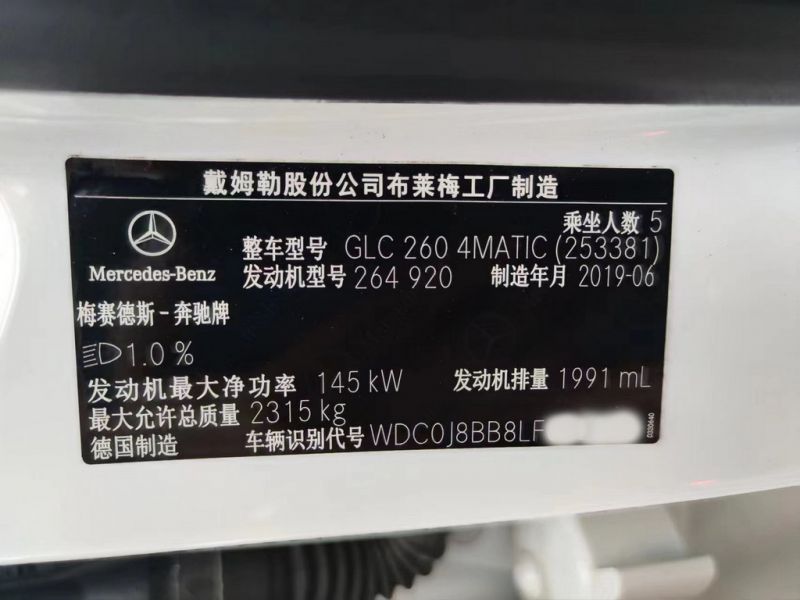 戴姆勒股份公司布莱梅工厂制造
乘坐人数 5
整车型号 GLC 260 4MATIC (253381)
Mercedes-Benz
发动机型号 264 920 制造年月 2019-06
梅赛德斯-奔驰牌
1.0 %
发动机最大净功率 145 kW 发动机排量 1991 mL
最大允许总质量 2315 kg
德国制造 车辆识别代号 WDC0J8BB8LF
0320640